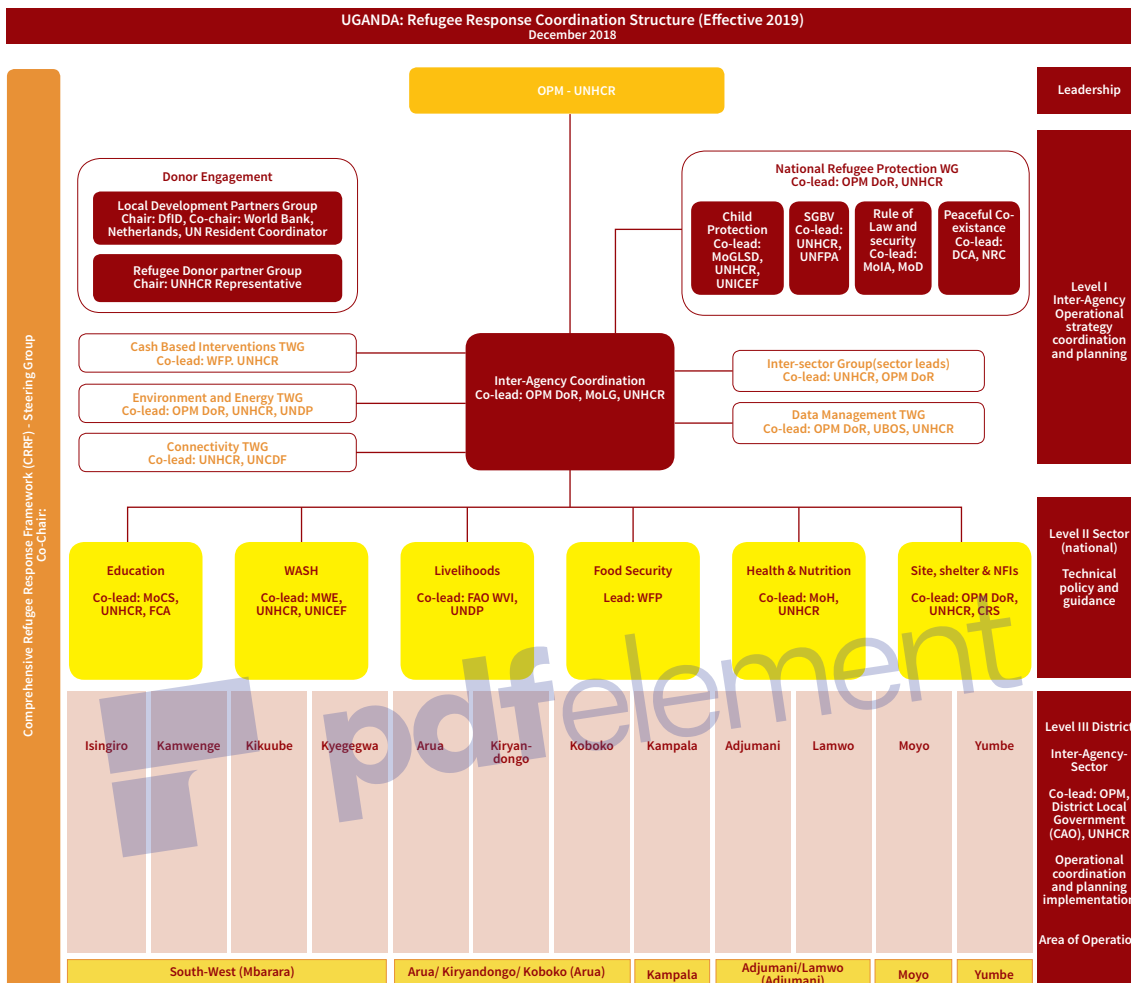 UGANDA: Refugee Response Coordination Structure (Effective 2019)
December 2018
Comprehensive Refugee Response Framework (CRRF) - Steering Group
Co-Chair:
OPM - UNHCR
Leadership
Donor Engagement
Local Development Partners Group
Chair: DfID, Co-chair: World Bank,
Netherlands, UN Resident Coordinator
Refugee Donor partner Group
Chair: UNHCR Representative
National Refugee Protection WG
Co-lead: OPM DoR, UNHCR
Child
Protection
Co-lead:
MoGLSD,
UNHCR,
UNICEF
SGBV
Co-lead:
UNHCR,
UNFPA
Rule of
Law and
security
Co-lead:
MoIA, MoD
Peaceful Co-
existance
Co-lead:
DCA, NRC
Level I
Inter-Agency
Operational
strategy
coordination
and planning
Cash Based Interventions TWG
Co-lead: WFP. UNHCR
Environment and Energy TWG
Co-lead: OPM DoR, UNHCR, UNDP
Connectivity TWG
Co-lead: UNHCR, UNCDF
Inter-Agency Coordination
Co-lead: OPM DoR, MoLG, UNHCR
Inter-sector Group(sector leads)
Co-lead: UNHCR, OPM DoR
Data Management TWG
Co-lead: OPM DoR, UBOS, UNHCR
Education
Co-lead: MoCS,
UNHCR, FCA
WASH
Co-lead: MWE,
UNHCR, UNICEF
Livelihoods
Co-lead: FAO WVI,
UNDP
Food Security
Lead: WFP
Health & Nutrition
Co-lead: MoH,
UNHCR
Site, shelter & NFIs
Co-lead: OPM DoR,
UNHCR, CRS
Level II Sector
(national)
Technical
policy and
guidance
pdfelement
Isingiro
Kamwenge
Kikuube
Kyegegwa
Arua
Kiryan-
dongo
Koboko
Kampala
Adjumani
Lamwo
Moyo
Yumbe
Level III District
Inter-Agency-
Sector
Co-lead: OPM,
District Local
Government
(CAO), UNHCR
Operational
coordination
and planning
implementation
Area of Operatio
South-West (Mbarara)
Arua/ Kiryandongo/ Koboko (Arua)
Kampala
Adjumani/Lamwo
(Adjumani)
Moyo
Yumbe